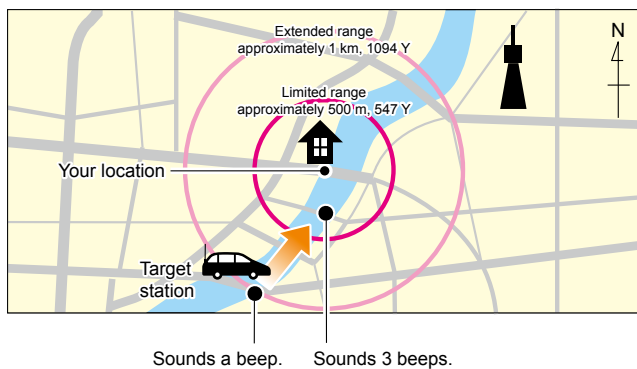 Extended range
approximately 1 km, 1094 Y
N
Limited range
approximately 500 m, 547 Y
Your location
Target
station
Sounds a beep.
Sounds 3 beeps.